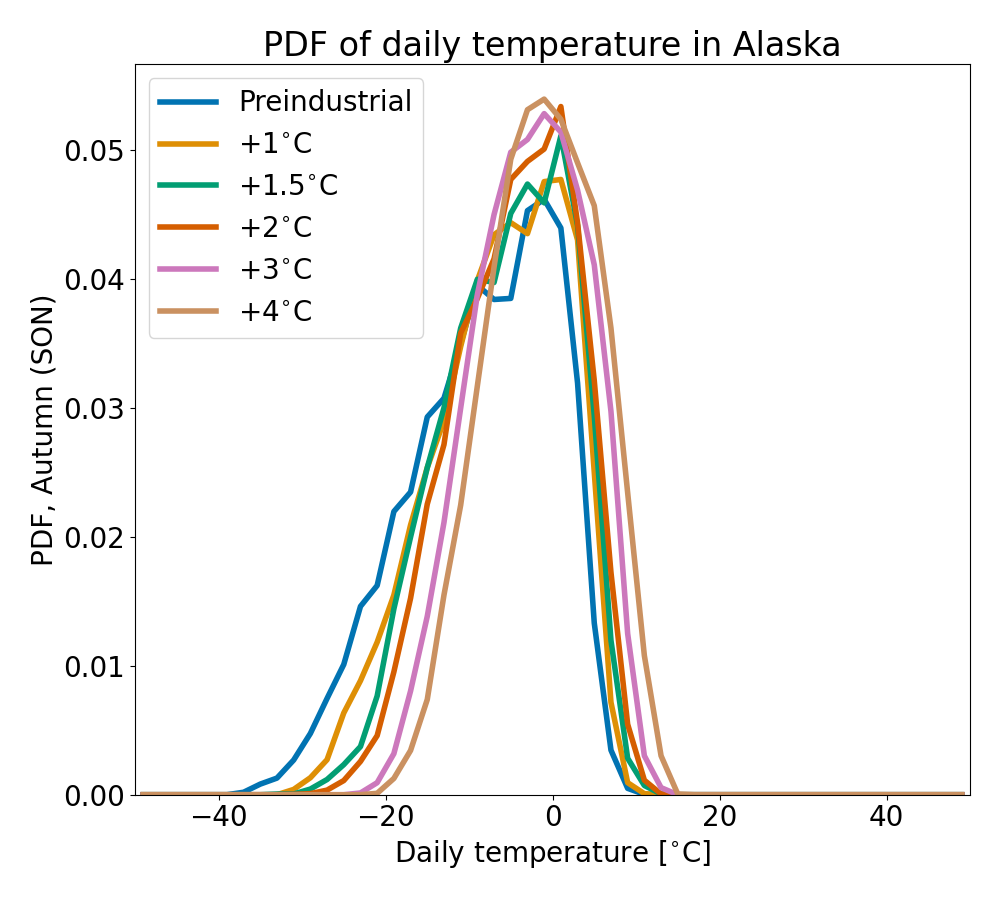 PDF of daily temperature in Alaska
Preindustrial
+1°C
+1.5°C
+2°C
+3°C
+4°C
PDF, Autumn (SON)
0.05
0.04
0.03
0.02
0.01
0.00
−40 −20 0 20 40
Daily temperature [°C]